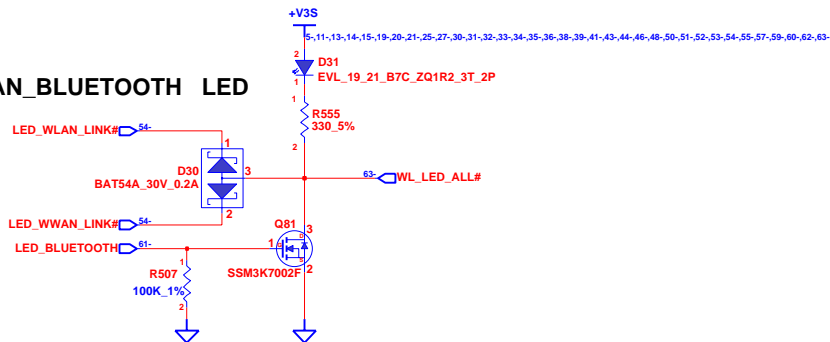 +V3S
5-,11-,13-,14-,15-,19-,20-,21-,25-,27-,30-,31-,32-,33-,34-,35-,36-,38-,39-,41-,43-,44-,46-,48-,50-,51-,52-,53-,54-,55-,57-,59-,60-,62-,63-
2
D31
EVL_19_21_B7C_ZQ1R2_3T_2P
1
AN_BLUETOOTH LED
1
R555
330_5%
2
LED_WLAN_LINK# 54-
1
D30
3
BAT54A_30V_0.2A
63- WL_LED_ALL#
2
LED_WWAN_LINK# 54-
Q81
3
D
LED_BLUETOOTH 61-
1
G
S
2
SSM3K7002F
1
R507
100K_1%
2